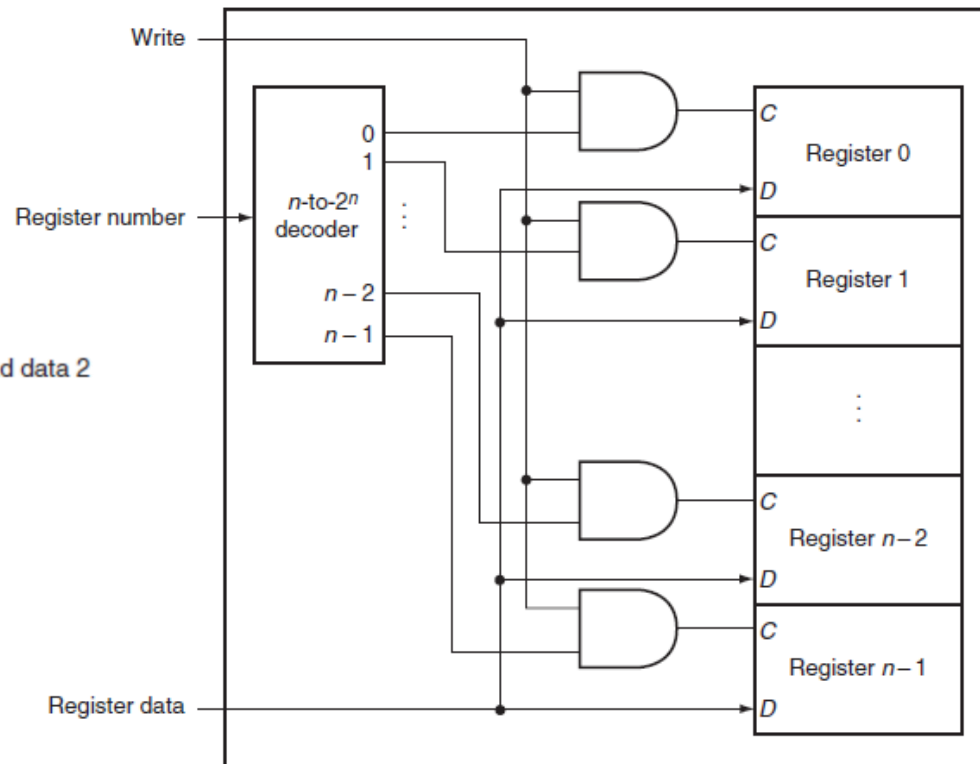 Write
C
0
Register 0
1
n-to-2ⁿ
decoder
⋮
D
Register number
C
Register 1
n – 2
D
n – 1
d data 2
⋮
C
Register n – 2
D
C
Register n – 1
Register data
D